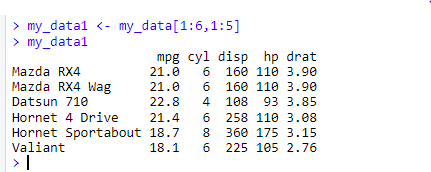 > my_data1 <- my_data[1:6,1:5]
> my_data1
                   mpg cyl disp  hp drat
Mazda RX4         21.0   6  160 110 3.90
Mazda RX4 Wag     21.0   6  160 110 3.90
Datsun 710        22.8   4  108  93 3.85
Hornet 4 Drive    21.4   6  258 110 3.08
Hornet Sportabout 18.7   8  360 175 3.15
Valiant           18.1   6  225 105 2.76
>